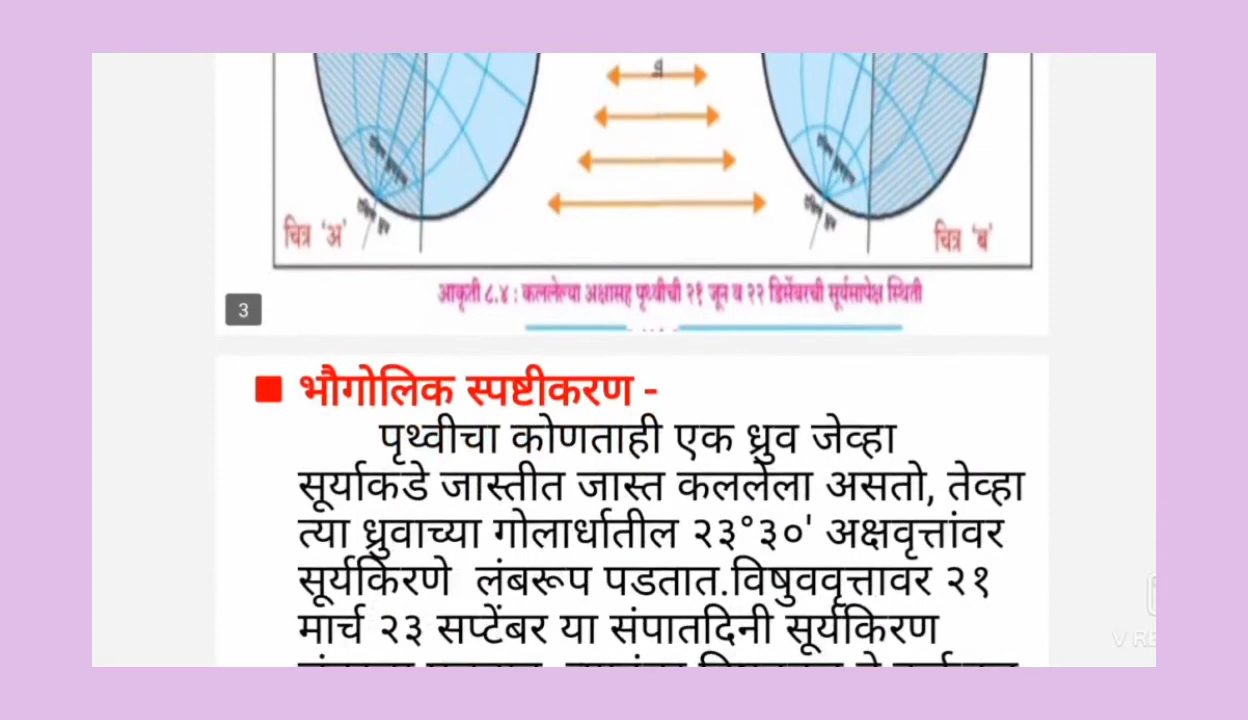 सू
चित्र 'अ'
चित्र 'ब'
आकृती ८.४ : कललेल्या अक्षासह पृथ्वीची २१ जून व २२ डिसेंबरची सूर्यसापेक्ष स्थिती
3
■ भौगोलिक स्पष्टीकरण -
पृथ्वीचा कोणताही एक ध्रुव जेव्हा
सूर्याकडे जास्तीत जास्त कललेला असतो, तेव्हा
त्या ध्रुवाच्या गोलार्धातील २३°३०' अक्षवृत्तांवर
सूर्यकिरणे लंबरूप पडतात.विषुववृत्तावर २१
मार्च २३ सप्टेंबर या संपातदिनी सूर्यकिरण
V RE